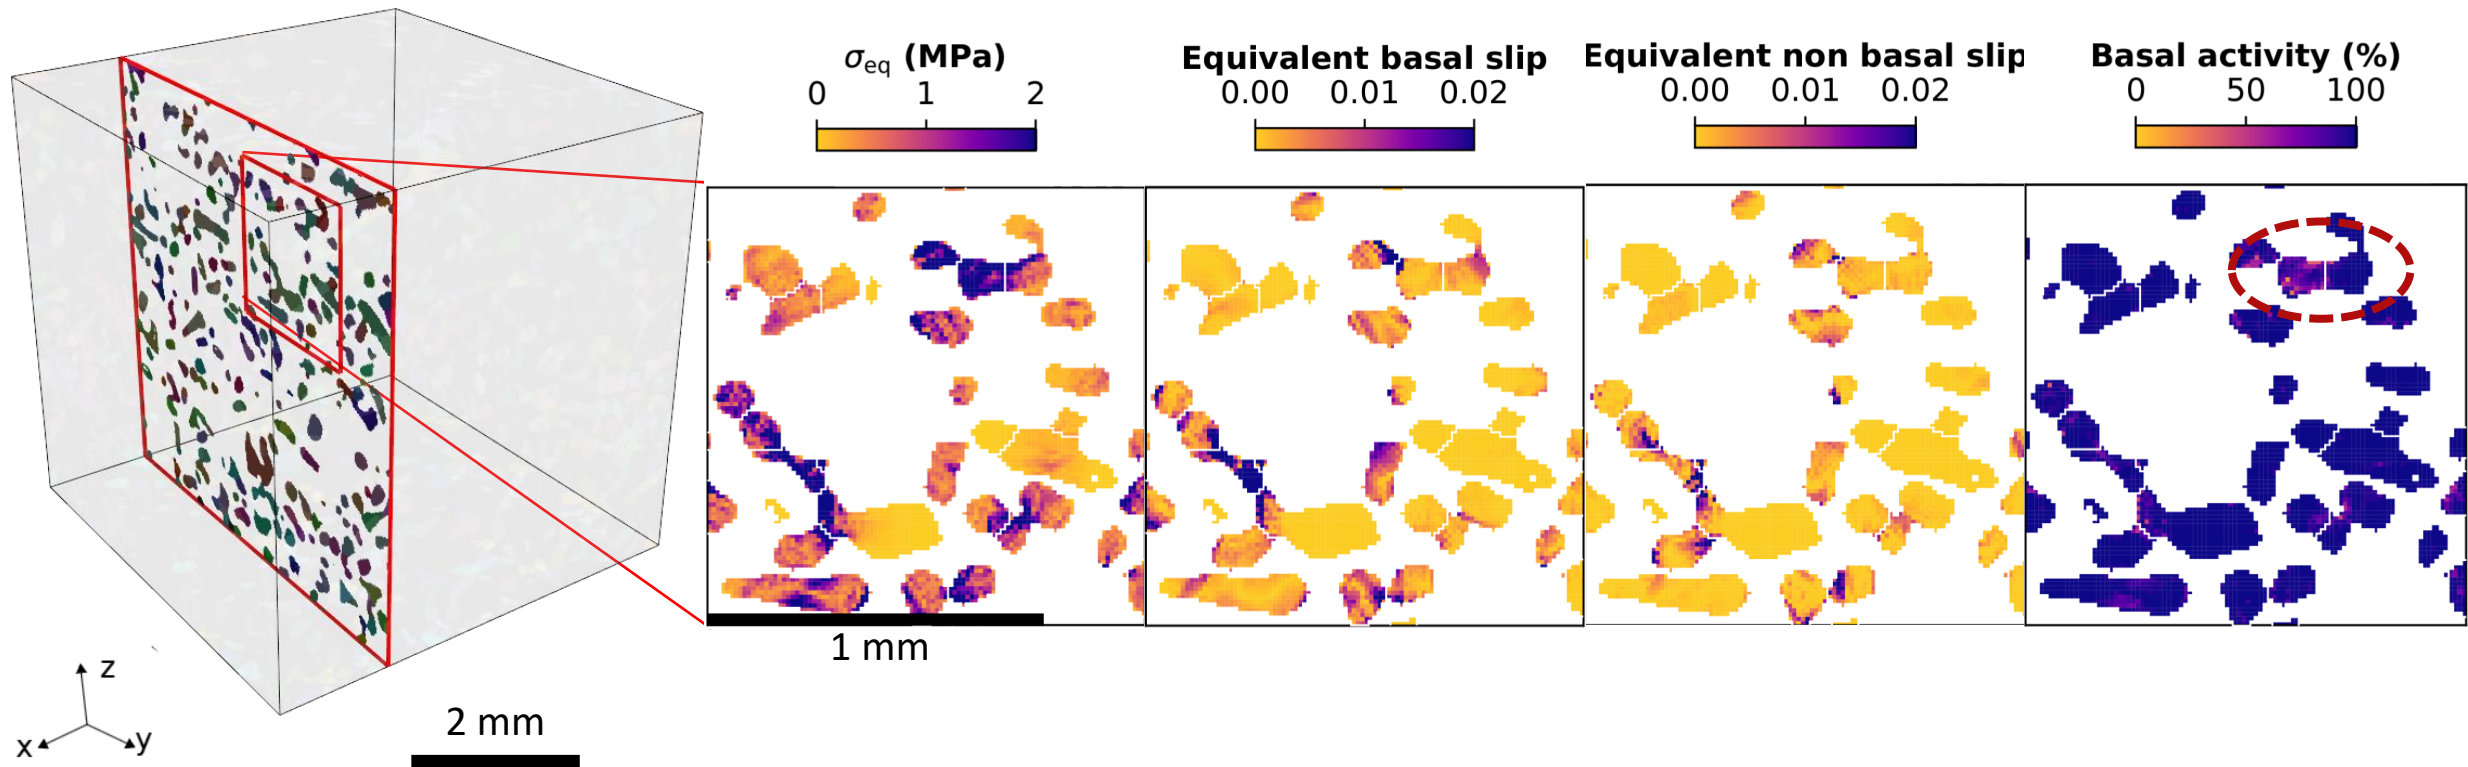 σeq (MPa)
0 1 2
Equivalent basal slip
0.00 0.01 0.02
Equivalent non basal slip
0.00 0.01 0.02
Basal activity (%)
0 50 100
1 mm
z
x
y
2 mm